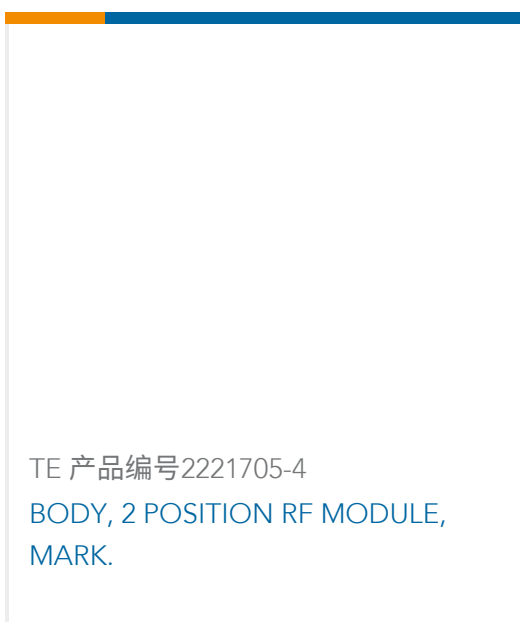 TE 产品编号2221705-4
BODY, 2 POSITION RF MODULE,
MARK.